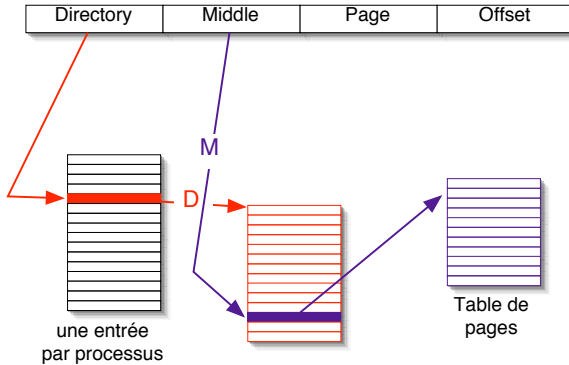 Directory Middle Page Offset
M
D
une entrée
par processus
Table de
pages